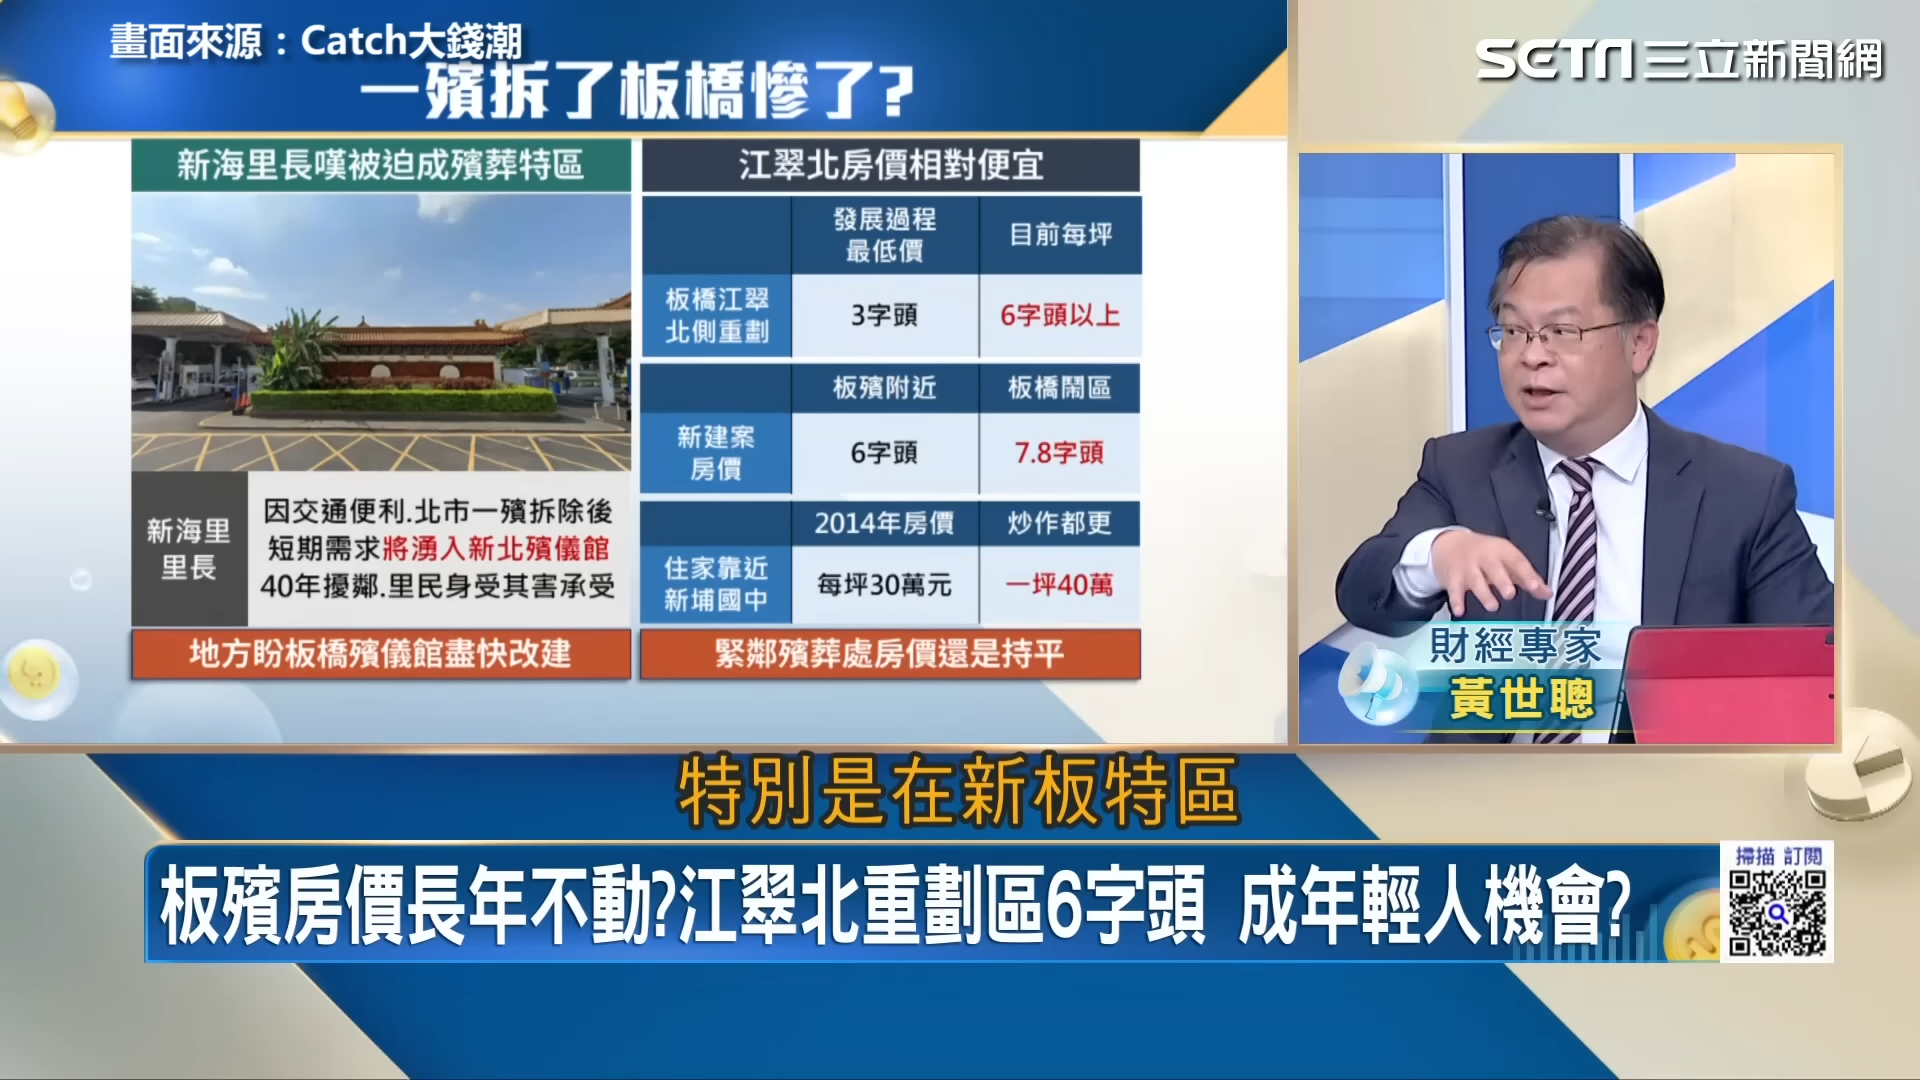 畫面來源：Catch大錢潮
SETN三立新聞網
一殯拆了板橋慘了?
新海里長嘆被迫成殯葬特區
新海里
里長
因交通便利.北市一殯拆除後
短期需求將湧入新北殯儀館
40年擾鄰.里民身受其害承受
地方盼板橋殯儀館盡快改建
江翠北房價相對便宜
發展過程
最低價
目前每坪
板橋江翠
北側重劃
3字頭
6字頭以上
板殯附近
板橋鬧區
新建案
房價
6字頭
7.8字頭
2014年房價
炒作都更
住家靠近
新埔國中
每坪30萬元
一坪40萬
緊鄰殯葬處房價還是持平
財經專家
黃世聰
特別是在新板特區
板殯房價長年不動?江翠北重劃區6字頭 成年輕人機會?
掃描 訂閱